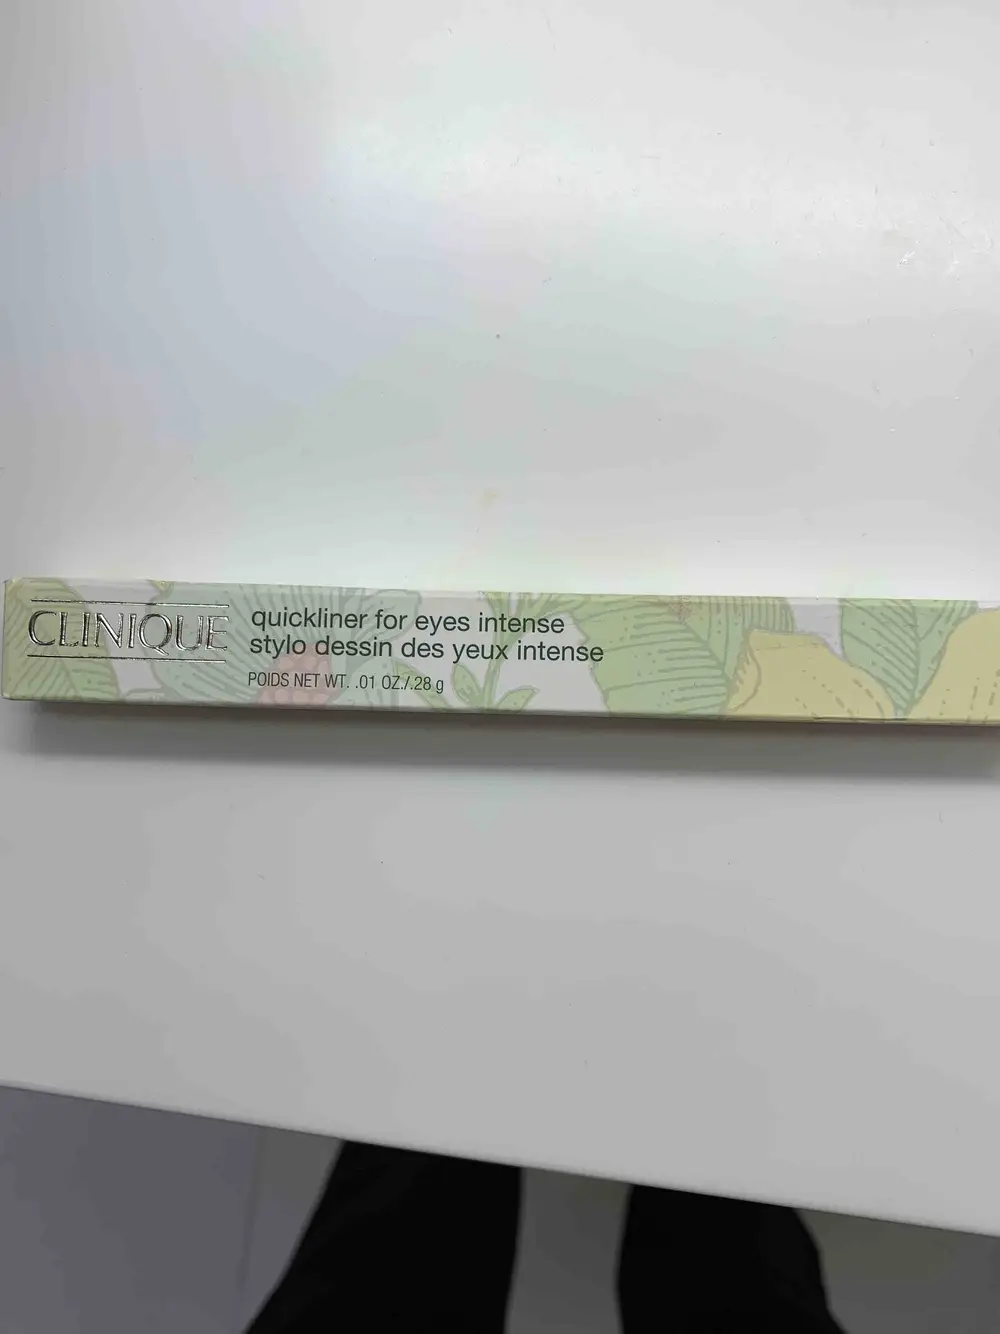 CLINIQUE
quickliner for eyes intense
stylo dessin des yeux intense
POIDS NET WT. .01 OZ./.28 g